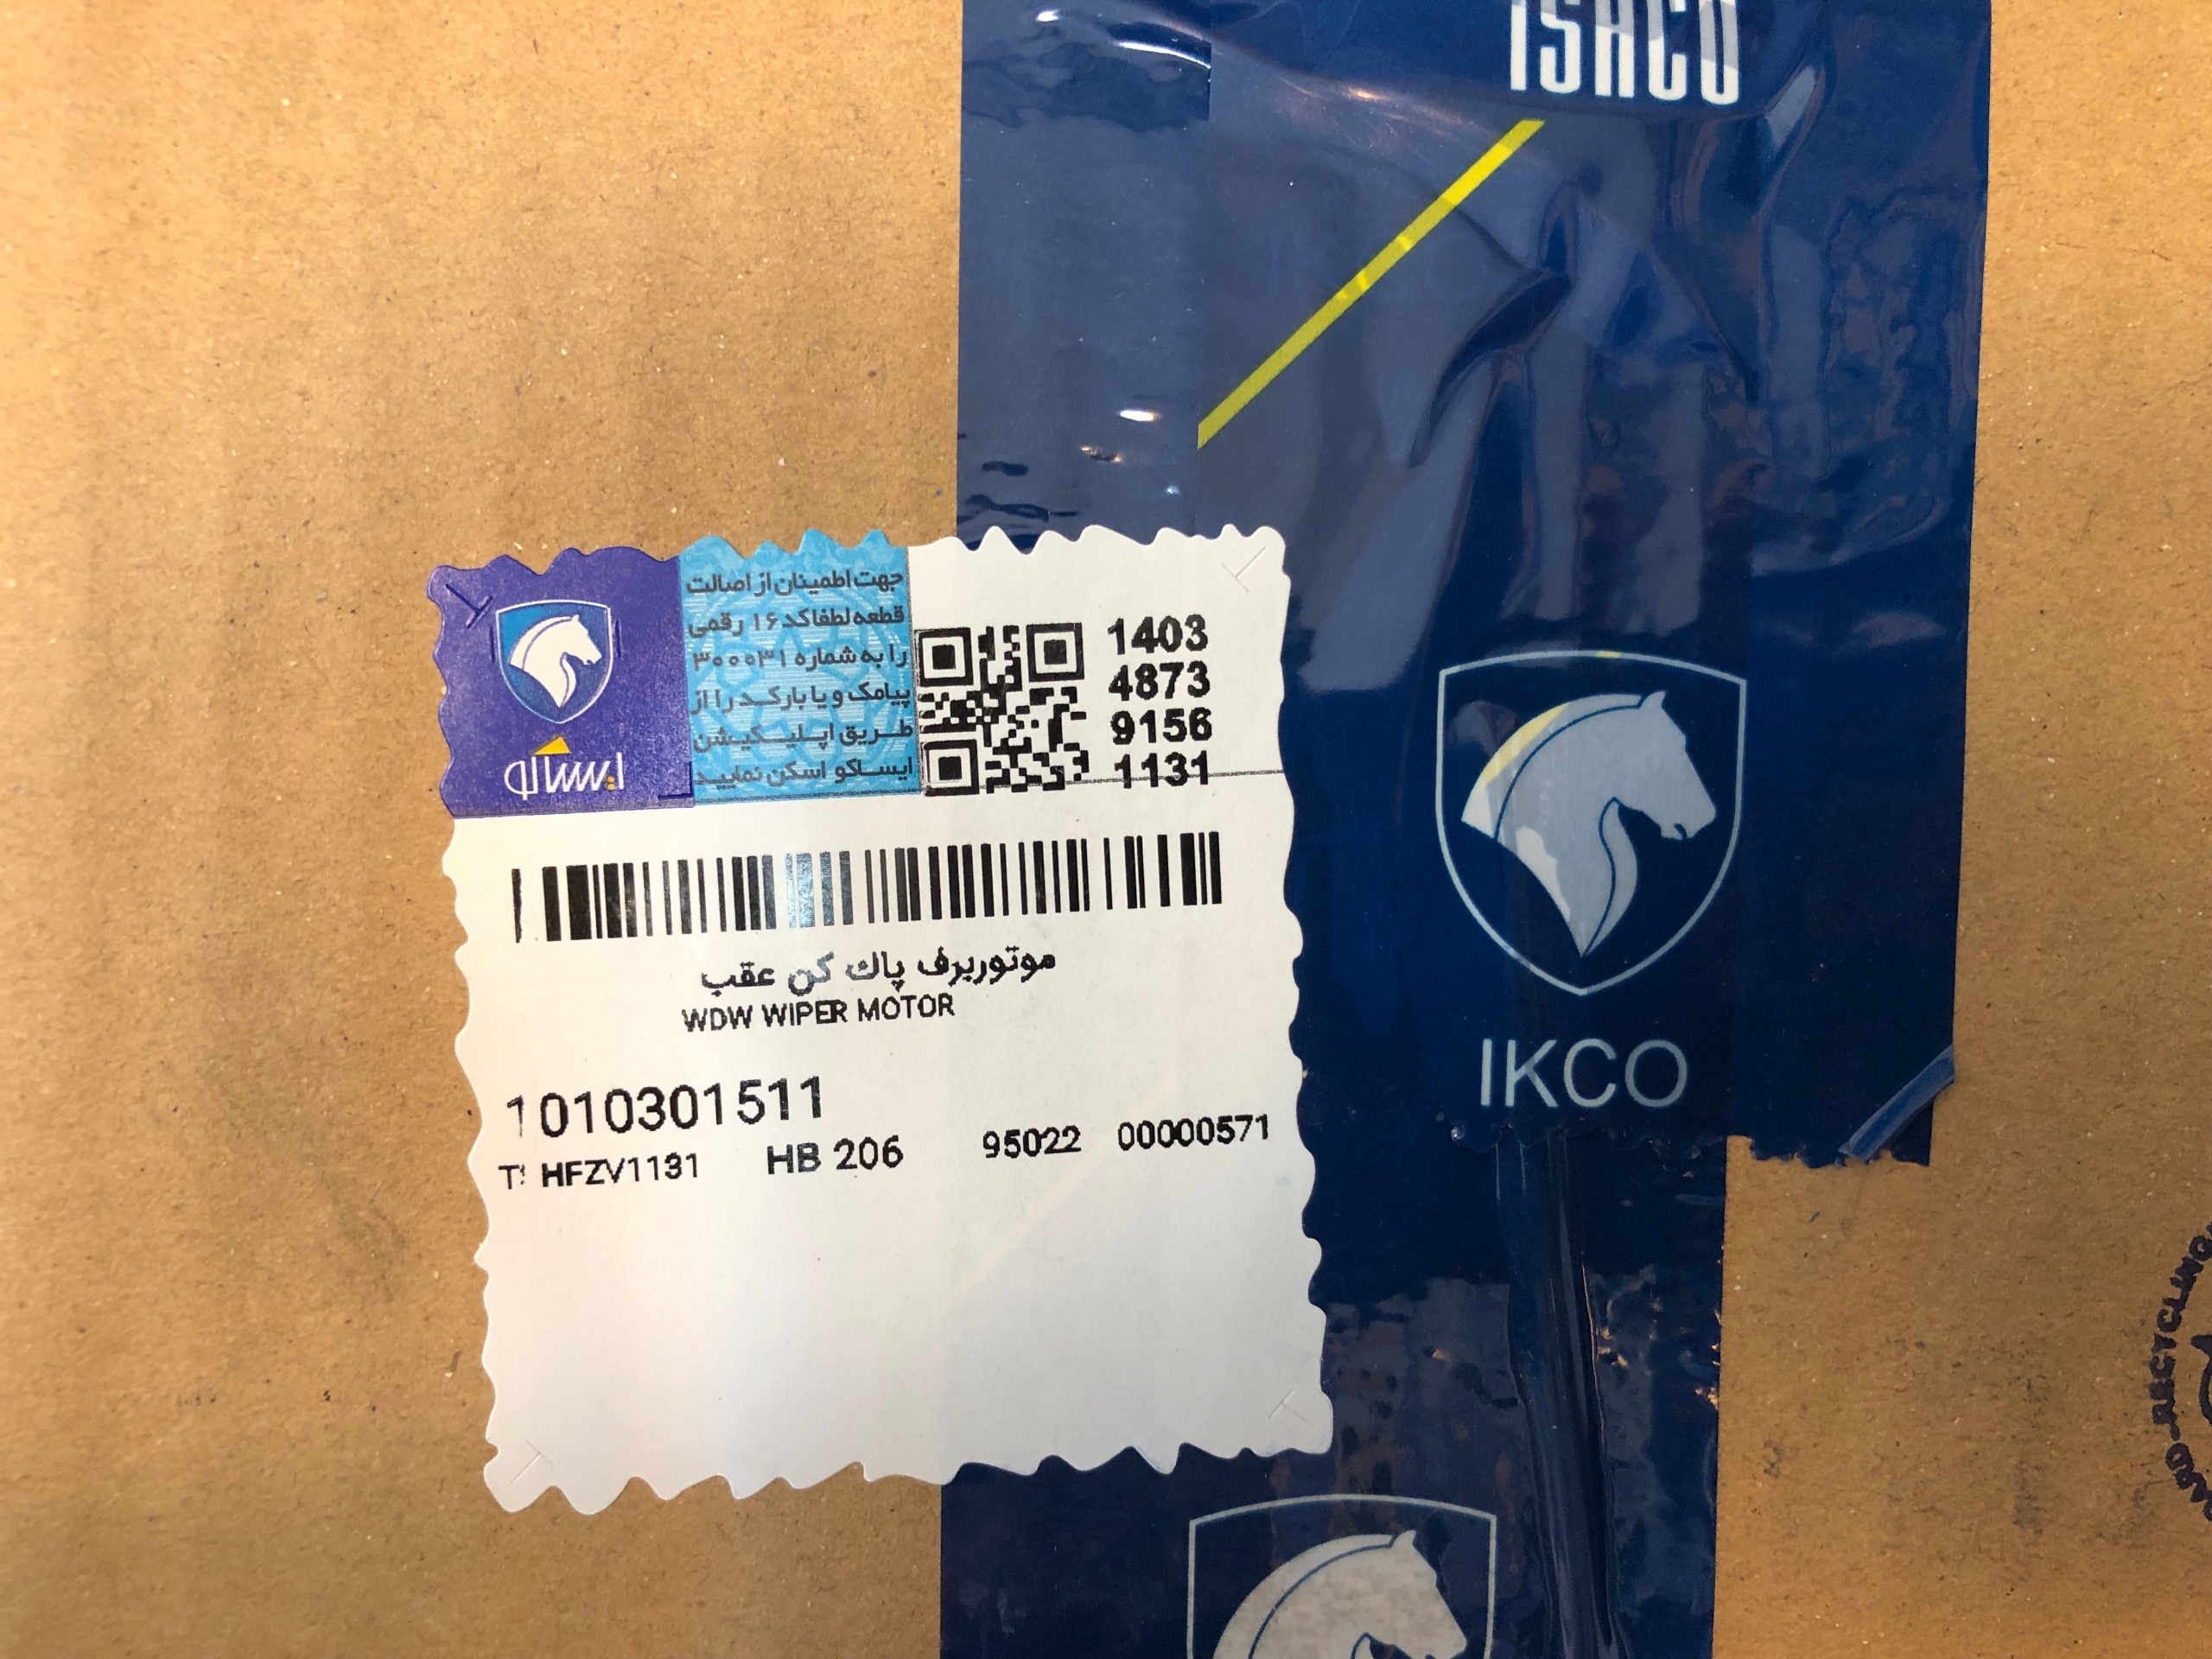 ISACO
جهت اطمینان از اصالت
قطعه لطفا کد ۱۶ رقمی
را به شماره ۳۰۰۰۳۱
پیامک و یا بارکد را از
طریق اپلیکیشن
ایساکو اسکن نمایید
ایساکو
1403
4873
9156
1131
موتوربرف پاك كن عقب
WDW WIPER MOTOR
1010301511
HFZV1131 HB 206 95022 00000571
IKCO
RECYCLING